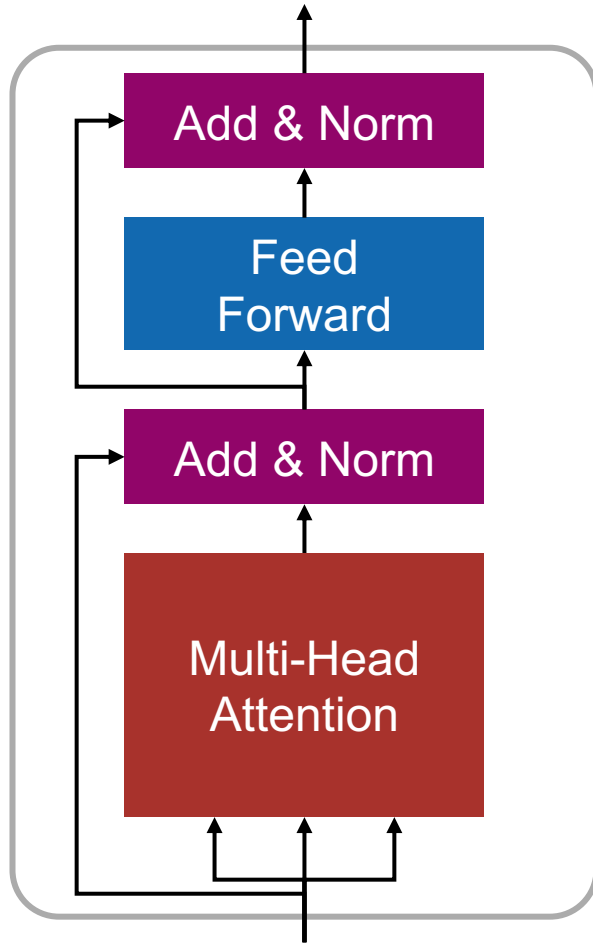 Add & Norm
Feed
Forward
Add & Norm
Multi-Head
Attention